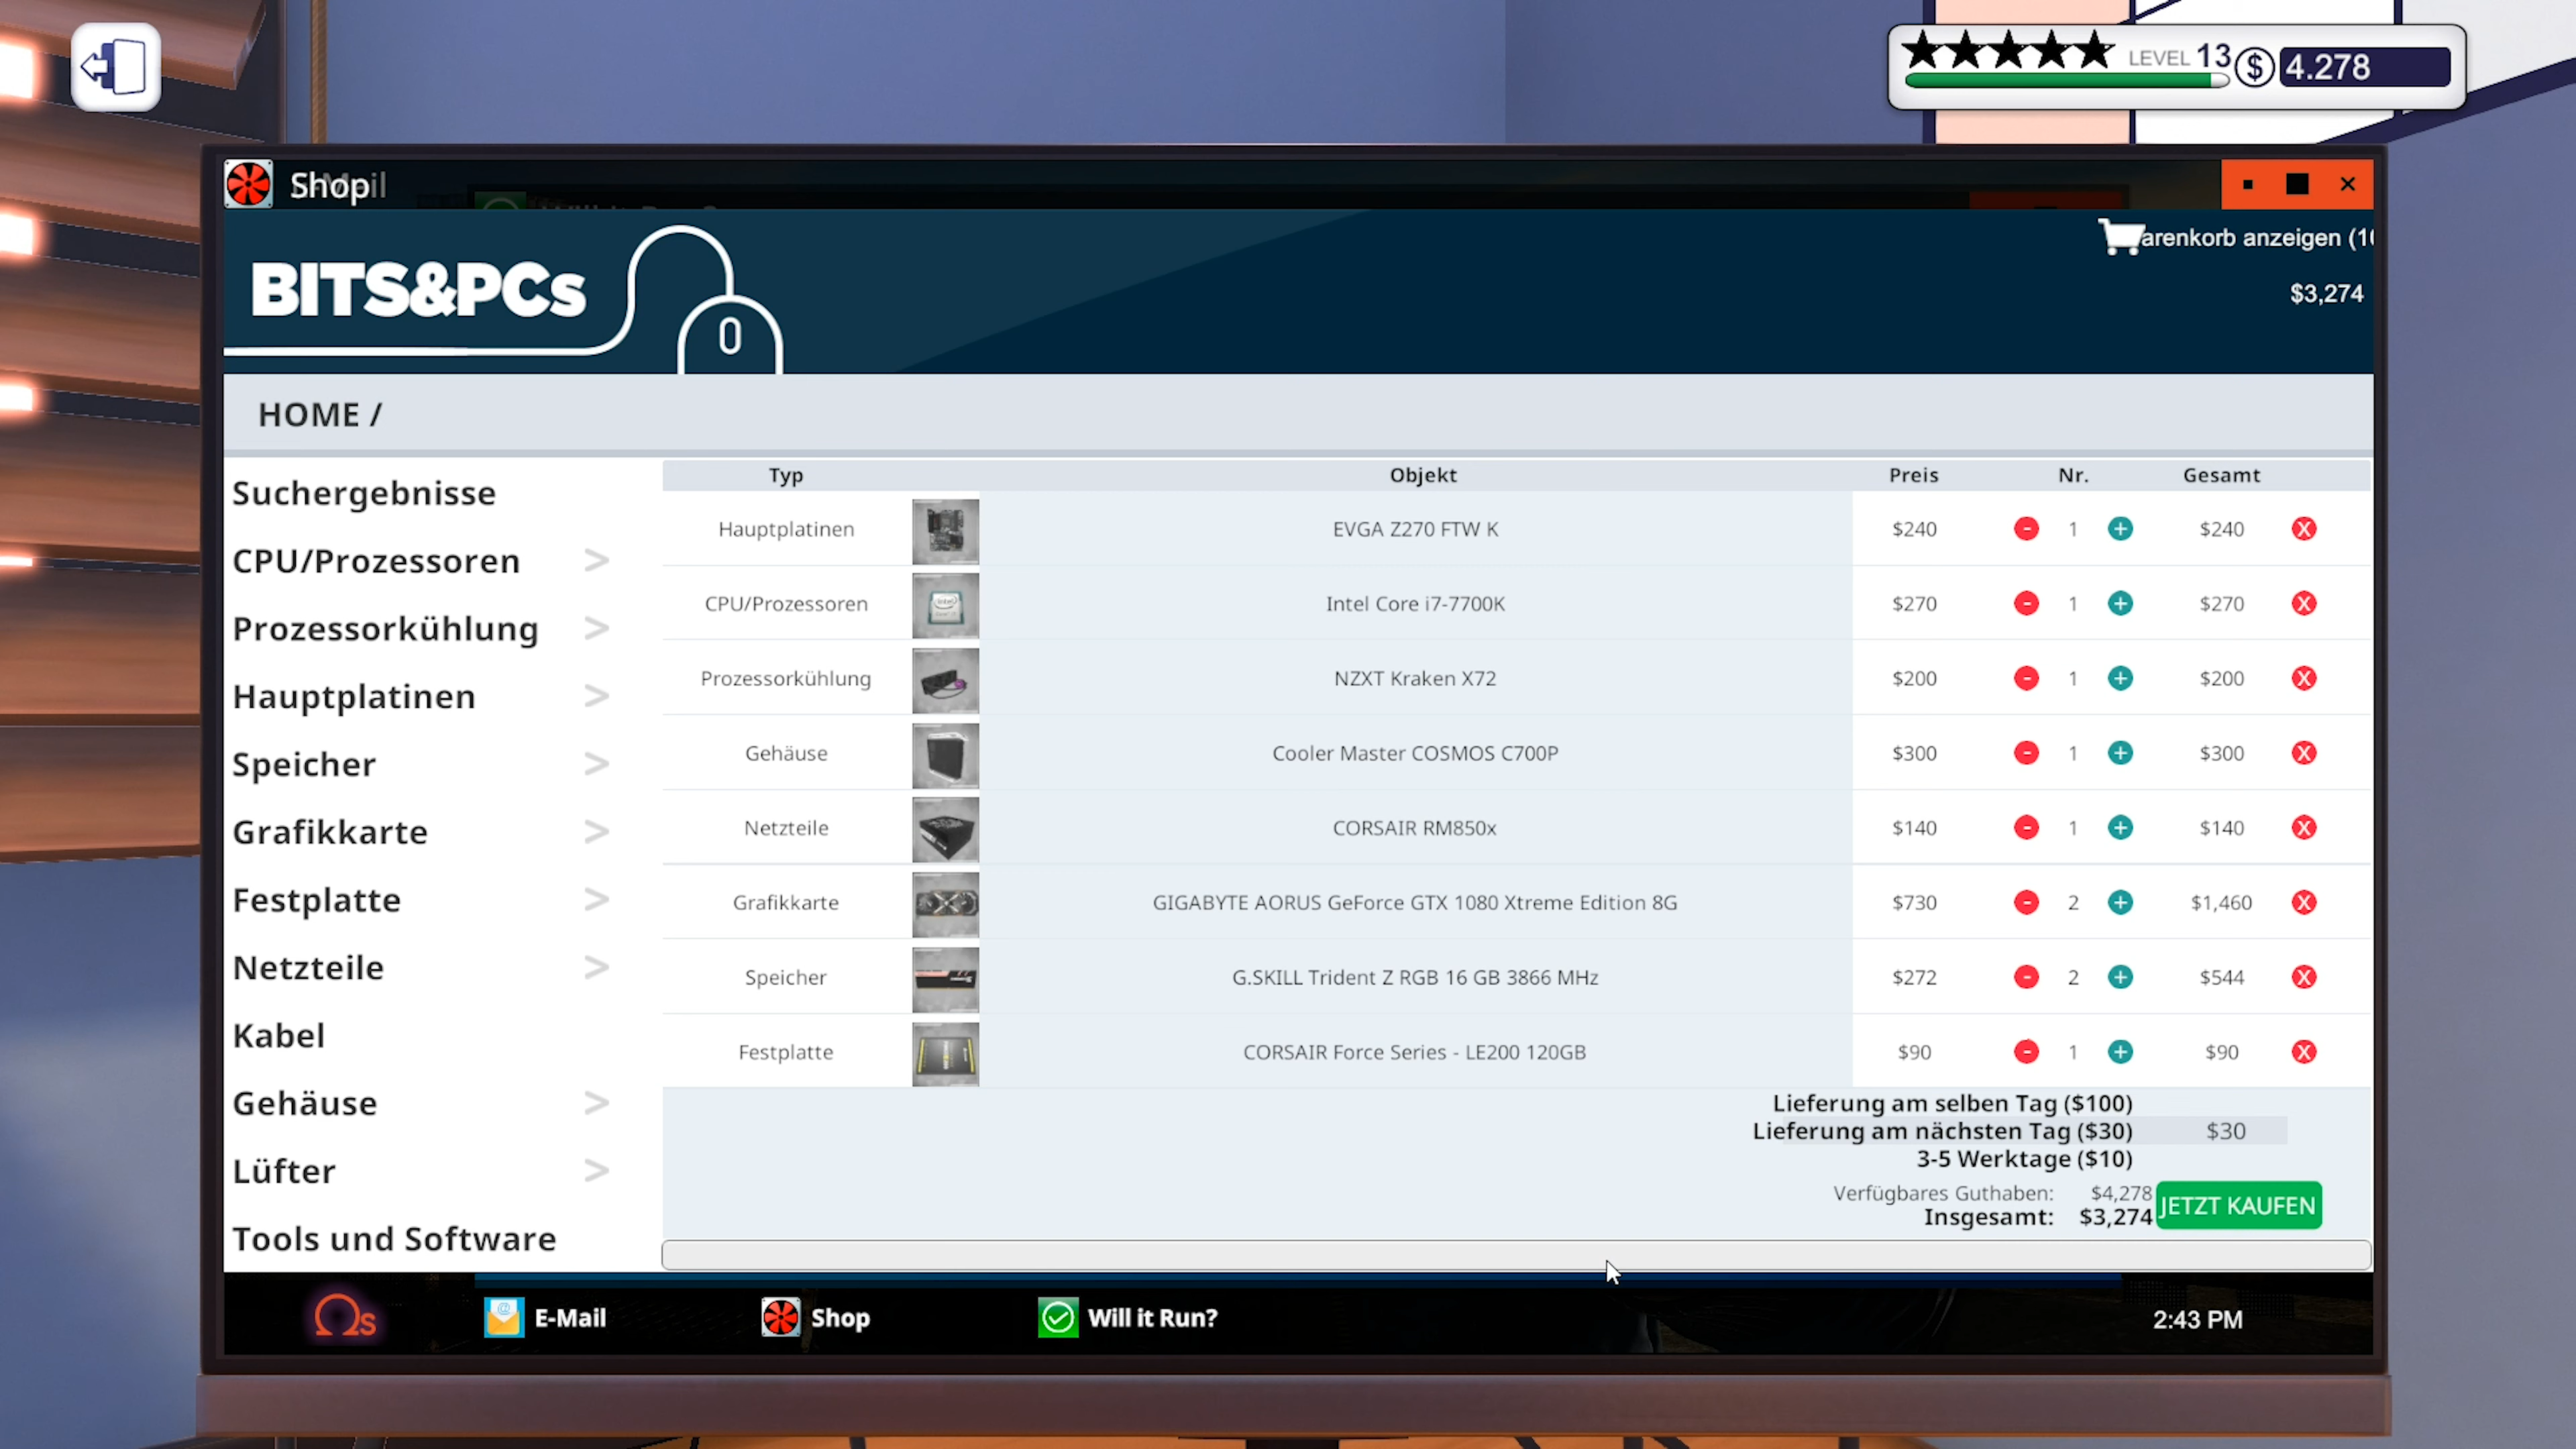 LEVEL 13 $ 4.278
Shop
BITS&PCs
arenkorb anzeigen (1
$3,274
HOME /
Suchergebnisse
CPU/Prozessoren >
Prozessorkühlung >
Hauptplatinen >
Speicher >
Grafikkarte >
Festplatte >
Netzteile >
Kabel
Gehäuse >
Lüfter >
Tools und Software
Typ Objekt Preis Nr. Gesamt
Hauptplatinen EVGA Z270 FTW K $240 - 1 + $240 X
CPU/Prozessoren Intel Core i7-7700K $270 - 1 + $270 X
Prozessorkühlung NZXT Kraken X72 $200 - 1 + $200 X
Gehäuse Cooler Master COSMOS C700P $300 - 1 + $300 X
Netzteile CORSAIR RM850x $140 - 1 + $140 X
Grafikkarte GIGABYTE AORUS GeForce GTX 1080 Xtreme Edition 8G $730 - 2 + $1,460 X
Speicher G.SKILL Trident Z RGB 16 GB 3866 MHz $272 - 2 + $544 X
Festplatte CORSAIR Force Series - LE200 120GB $90 - 1 + $90 X
Lieferung am selben Tag ($100)
Lieferung am nächsten Tag ($30) $30
3-5 Werktage ($10)
Verfügbares Guthaben: $4,278
Insgesamt: $3,274
JETZT KAUFEN
Ωs E-Mail Shop Will it Run? 2:43 PM